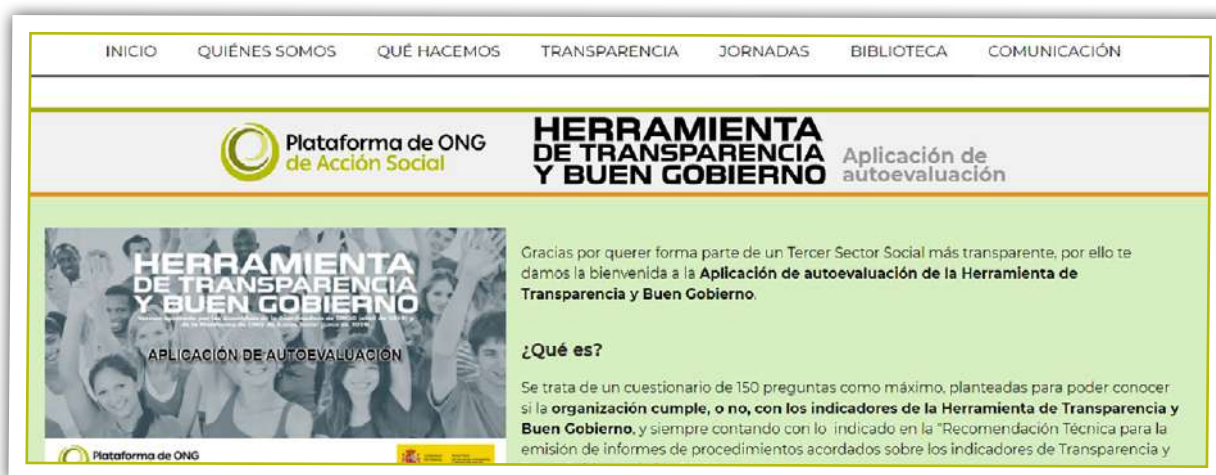 INICIO QUIÉNES SOMOS QUÉ HACEMOS TRANSPARENCIA JORNADAS BIBLIOTECA COMUNICACIÓN
Plataforma de ONG
de Acción Social
HERRAMIENTA
DE TRANSPARENCIA
Y BUEN GOBIERNO
Aplicación de
autoevaluación
HERRAMIENTA
DE TRANSPARENCIA
Y BUEN GOBIERNO
APLICACIÓN DE AUTOEVALUACIÓN
Plataforma de ONG
Gracias por querer forma parte de un Tercer Sector Social más transparente, por ello te
damos la bienvenida a la Aplicación de autoevaluación de la Herramienta de
Transparencia y Buen Gobierno.
¿Qué es?
Se trata de un cuestionario de 150 preguntas como máximo, planteadas para poder conocer
si la organización cumple, o no, con los indicadores de la Herramienta de Transparencia y
Buen Gobierno, y siempre contando con lo indicado en la "Recomendación Técnica para la
emisión de informes de procedimientos acordados sobre los indicadores de Transparencia y